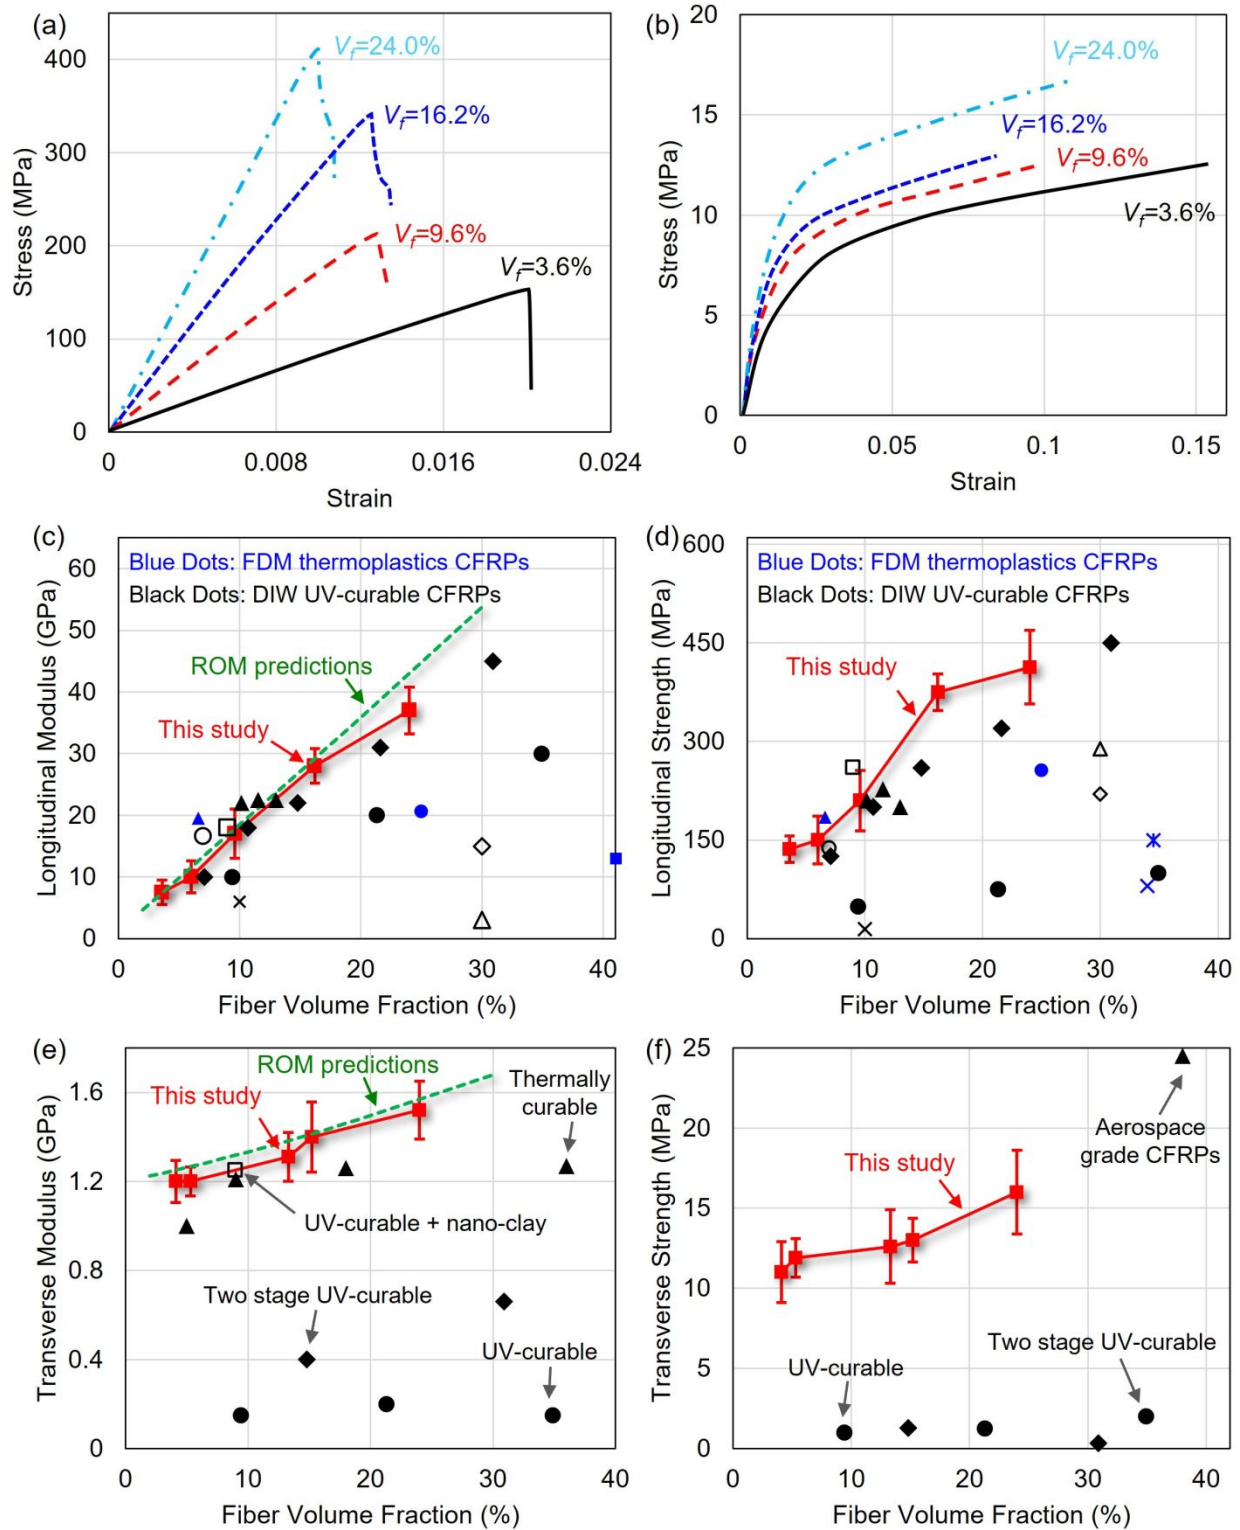 (a)
400
300
200
100
0
Stress (MPa)
V_f=24.0%
V_f=16.2%
V_f=9.6%
V_f=3.6%
0
0.008
0.016
0.024
Strain
(b)
20
15
10
5
0
Stress (MPa)
V_f=24.0%
V_f=16.2%
V_f=9.6%
V_f=3.6%
0
0.05
0.1
0.15
Strain
(c)
Blue Dots: FDM thermoplastics CFRPs
Black Dots: DIW UV-curable CFRPs
60
50
40
30
20
10
0
Longitudinal Modulus (GPa)
ROM predictions
This study
0
10
20
30
40
Fiber Volume Fraction (%)
(d)
Blue Dots: FDM thermoplastics CFRPs
Black Dots: DIW UV-curable CFRPs
600
450
300
150
0
Longitudinal Strength (MPa)
This study
0
10
20
30
40
Fiber Volume Fraction (%)
(e)
1.6
1.2
0.8
0.4
0
Transverse Modulus (GPa)
ROM predictions
This study
Thermally
curable
UV-curable + nano-clay
Two stage UV-curable
UV-curable
0
10
20
30
40
Fiber Volume Fraction (%)
(f)
25
20
15
10
5
0
Transverse Strength (MPa)
Aerospace
grade CFRPs
This study
Two stage UV-curable
UV-curable
0
10
20
30
40
Fiber Volume Fraction (%)